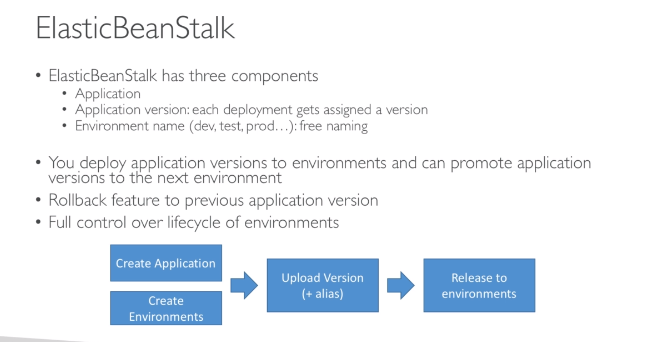 ElasticBeanStalk
• ElasticBeanStalk has three components
• Application
• Application version: each deployment gets assigned a version
• Environment name (dev, test, prod…): free naming
• You deploy application versions to environments and can promote application
versions to the next environment
• Rollback feature to previous application version
• Full control over lifecycle of environments
Create Application
Create
Environments
Upload Version
(+ alias)
Release to
environments